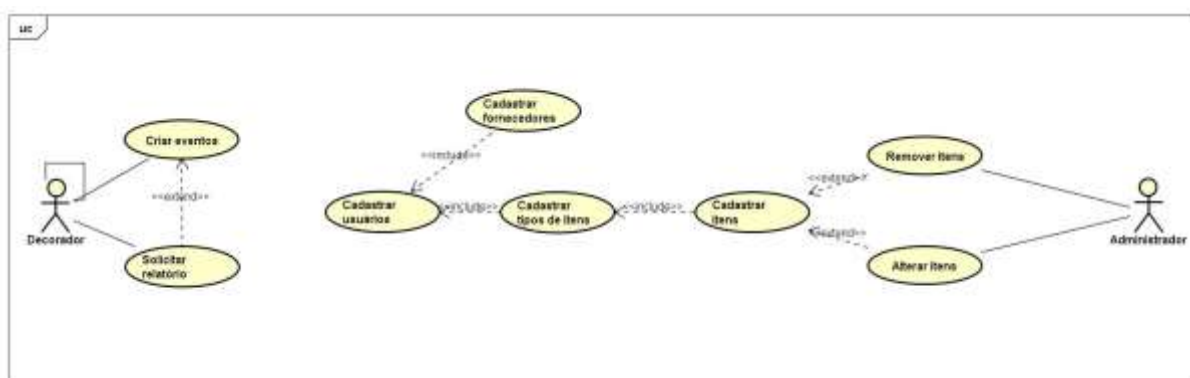 uc
Cadastrar
fornecedores
Criar eventos
<<include>>
Remover itens
<<extend>>
<<extend>>
Cadastrar
usuários
<<include>>
Cadastrar
tipos de itens
<<include>>
Cadastrar
itens
Decorador
<<extend>>
Administrador
Solicitar
relatório
Alterar itens